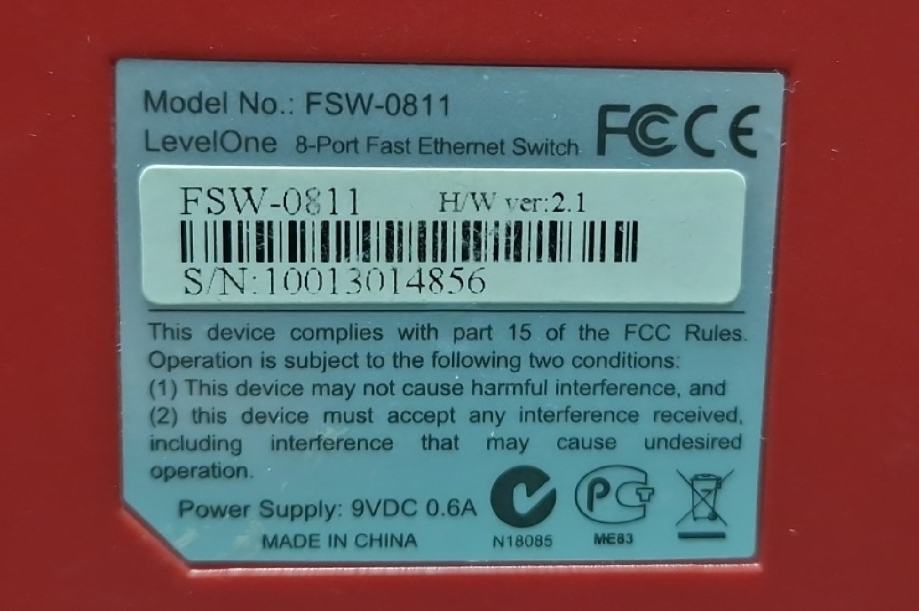 Model No.: FSW-0811
LevelOne 8-Port Fast Ethernet Switch
FCC CE
FSW-0811 H/W ver:2.1
S/N:10013014856
This device complies with part 15 of the FCC Rules.
Operation is subject to the following two conditions:
(1) This device may not cause harmful interference, and
(2) this device must accept any interference received,
including interference that may cause undesired
operation.
Power Supply: 9VDC 0.6A
MADE IN CHINA
N18085
PCT
ME83